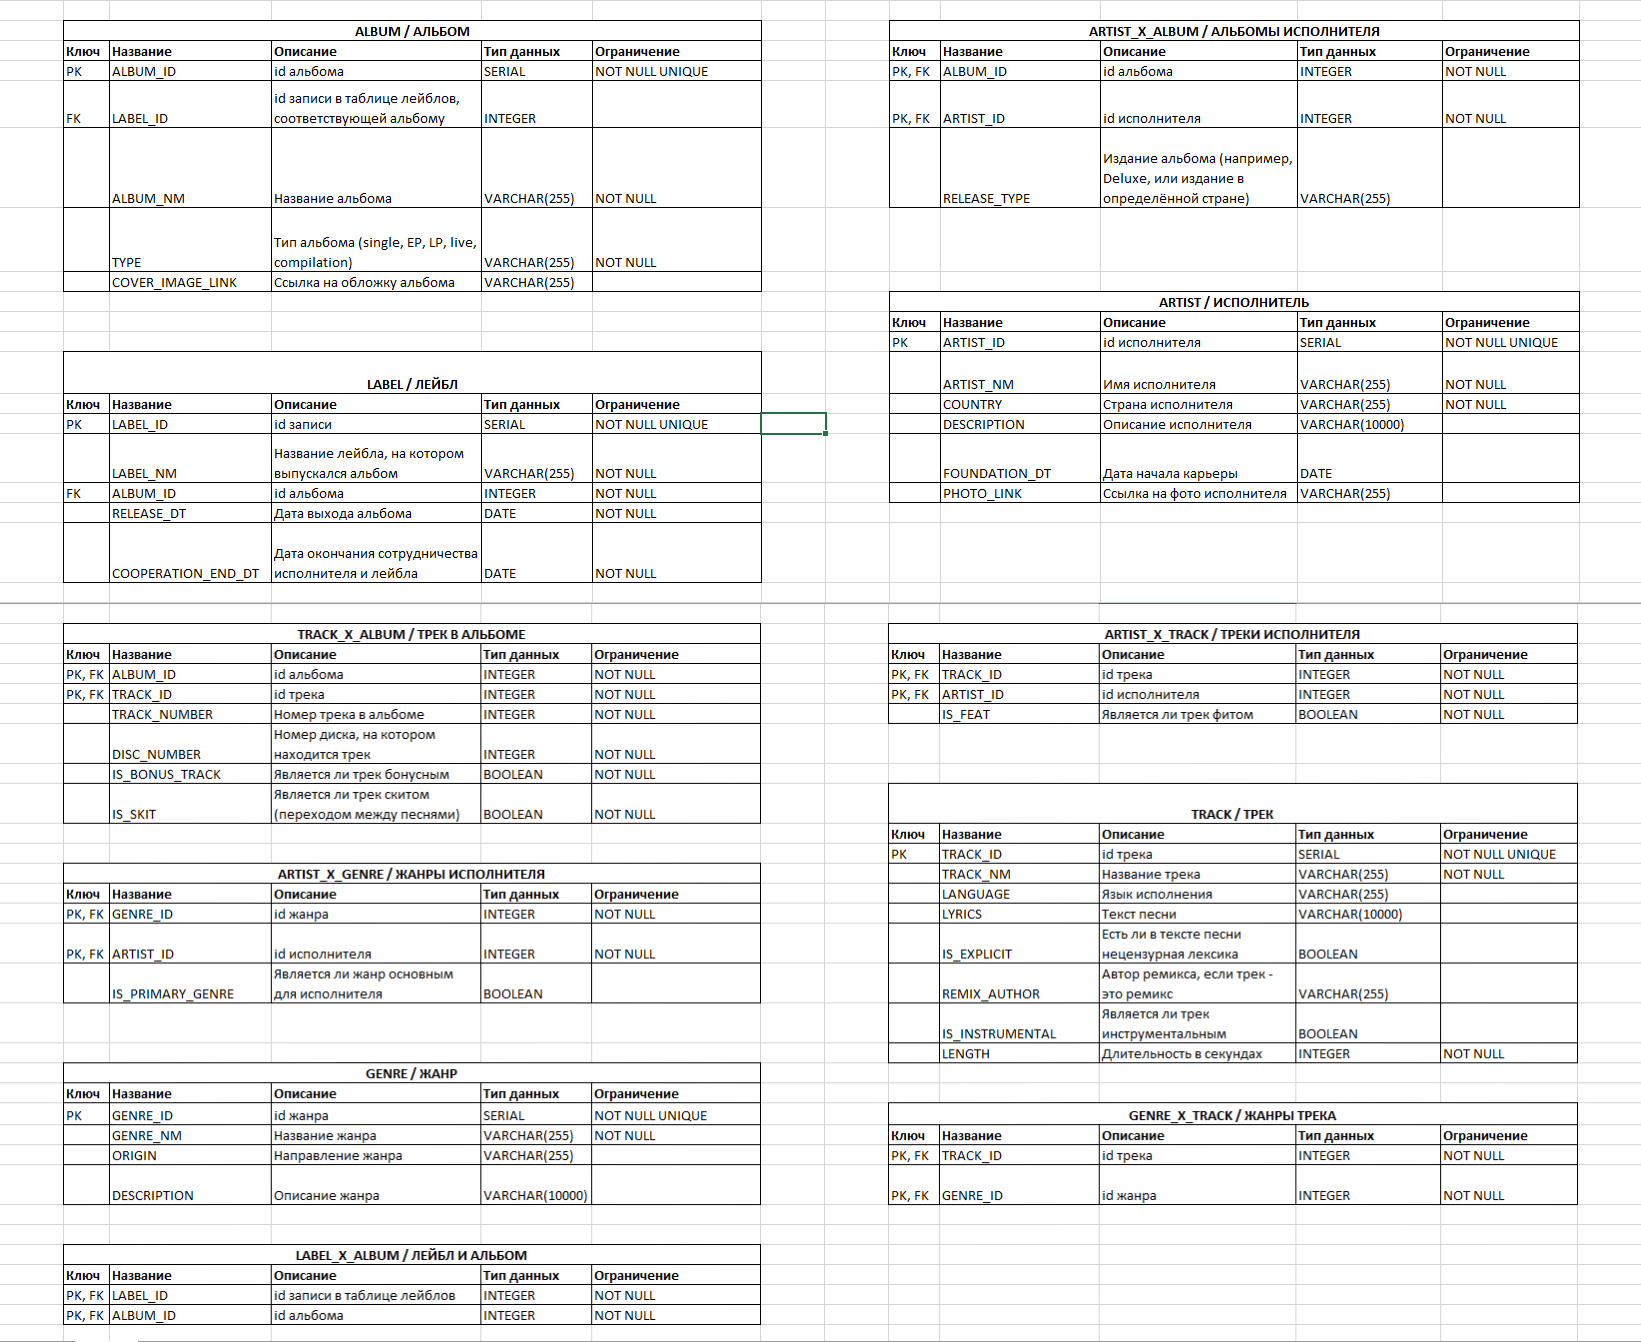 ALBUM / АЛЬБОМ
Ключ Название Описание Тип данных Ограничение
PK ALBUM_ID id альбома SERIAL NOT NULL UNIQUE
id записи в таблице лейблов,
FK LABEL_ID соответствующей альбому INTEGER
ALBUM_NM Название альбома VARCHAR(255) NOT NULL
Тип альбома (single, EP, LP, live,
TYPE compilation) VARCHAR(255) NOT NULL
COVER_IMAGE_LINK Ссылка на обложку альбома VARCHAR(255)
LABEL / ЛЕЙБЛ
Ключ Название Описание Тип данных Ограничение
PK LABEL_ID id записи SERIAL NOT NULL UNIQUE
Название лейбла, на котором
LABEL_NM выпускался альбом VARCHAR(255) NOT NULL
FK ALBUM_ID id альбома INTEGER NOT NULL
RELEASE_DT Дата выхода альбома DATE NOT NULL
Дата окончания сотрудничества
COOPERATION_END_DT исполнителя и лейбла DATE NOT NULL
ARTIST_X_ALBUM / АЛЬБОМЫ ИСПОЛНИТЕЛЯ
Ключ Название Описание Тип данных Ограничение
PK, FK ALBUM_ID id альбома INTEGER NOT NULL
PK, FK ARTIST_ID id исполнителя INTEGER NOT NULL
Издание альбома (например,
Deluxe, или издание в
RELEASE_TYPE определённой стране) VARCHAR(255)
ARTIST / ИСПОЛНИТЕЛЬ
Ключ Название Описание Тип данных Ограничение
PK ARTIST_ID id исполнителя SERIAL NOT NULL UNIQUE
ARTIST_NM Имя исполнителя VARCHAR(255) NOT NULL
COUNTRY Страна исполнителя VARCHAR(255) NOT NULL
DESCRIPTION Описание исполнителя VARCHAR(10000)
FOUNDATION_DT Дата начала карьеры DATE
PHOTO_LINK Ссылка на фото исполнителя VARCHAR(255)
TRACK_X_ALBUM / ТРЕК В АЛЬБОМЕ
Ключ Название Описание Тип данных Ограничение
PK, FK ALBUM_ID id альбома INTEGER NOT NULL
PK, FK TRACK_ID id трека INTEGER NOT NULL
TRACK_NUMBER Номер трека в альбоме INTEGER NOT NULL
Номер диска, на котором
DISC_NUMBER находится трек INTEGER NOT NULL
IS_BONUS_TRACK Является ли трек бонусным BOOLEAN NOT NULL
Является ли трек скитом
IS_SKIT (переходом между песнями) BOOLEAN NOT NULL
ARTIST_X_GENRE / ЖАНРЫ ИСПОЛНИТЕЛЯ
Ключ Название Описание Тип данных Ограничение
PK, FK GENRE_ID id жанра INTEGER NOT NULL
PK, FK ARTIST_ID id исполнителя INTEGER NOT NULL
Является ли жанр основным
IS_PRIMARY_GENRE для исполнителя BOOLEAN
GENRE / ЖАНР
Ключ Название Описание Тип данных Ограничение
PK GENRE_ID id жанра SERIAL NOT NULL UNIQUE
GENRE_NM Название жанра VARCHAR(255) NOT NULL
ORIGIN Направление жанра VARCHAR(255)
DESCRIPTION Описание жанра VARCHAR(10000)
LABEL_X_ALBUM / ЛЕЙБЛ И АЛЬБОМ
Ключ Название Описание Тип данных Ограничение
PK, FK LABEL_ID id записи в таблице лейблов INTEGER NOT NULL
PK, FK ALBUM_ID id альбома INTEGER NOT NULL
ARTIST_X_TRACK / ТРЕКИ ИСПОЛНИТЕЛЯ
Ключ Название Описание Тип данных Ограничение
PK, FK TRACK_ID id трека INTEGER NOT NULL
PK, FK ARTIST_ID id исполнителя INTEGER NOT NULL
IS_FEAT Является ли трек фитом BOOLEAN NOT NULL
TRACK / ТРЕК
Ключ Название Описание Тип данных Ограничение
PK TRACK_ID id трека SERIAL NOT NULL UNIQUE
TRACK_NM Название трека VARCHAR(255) NOT NULL
LANGUAGE Язык исполнения VARCHAR(255)
LYRICS Текст песни VARCHAR(10000)
Есть ли в тексте песни
IS_EXPLICIT нецензурная лексика BOOLEAN
Автор ремикса, если трек -
REMIX_AUTHOR это ремикс VARCHAR(255)
Является ли трек
IS_INSTRUMENTAL инструментальным BOOLEAN
LENGTH Длительность в секундах INTEGER NOT NULL
GENRE_X_TRACK / ЖАНРЫ ТРЕКА
Ключ Название Описание Тип данных Ограничение
PK, FK TRACK_ID id трека INTEGER NOT NULL
PK, FK GENRE_ID id жанра INTEGER NOT NULL